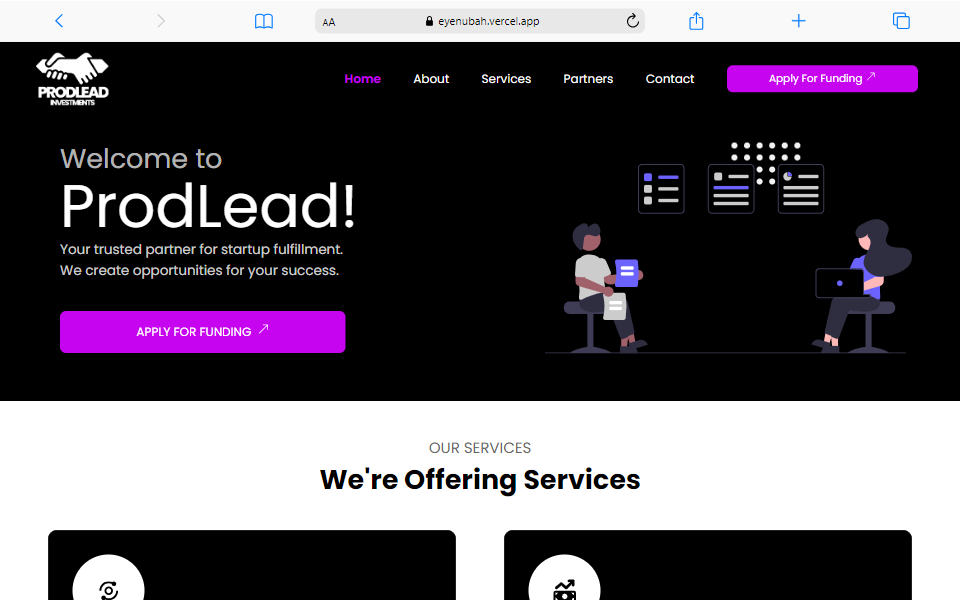 AA
eyenubah.vercel.app
PRODLEAD
INVESTMENTS
Home
About
Services
Partners
Contact
Apply For Funding
Welcome to
ProdLead!
Your trusted partner for startup fulfillment.
We create opportunities for your success.
APPLY FOR FUNDING
OUR SERVICES
We're Offering Services